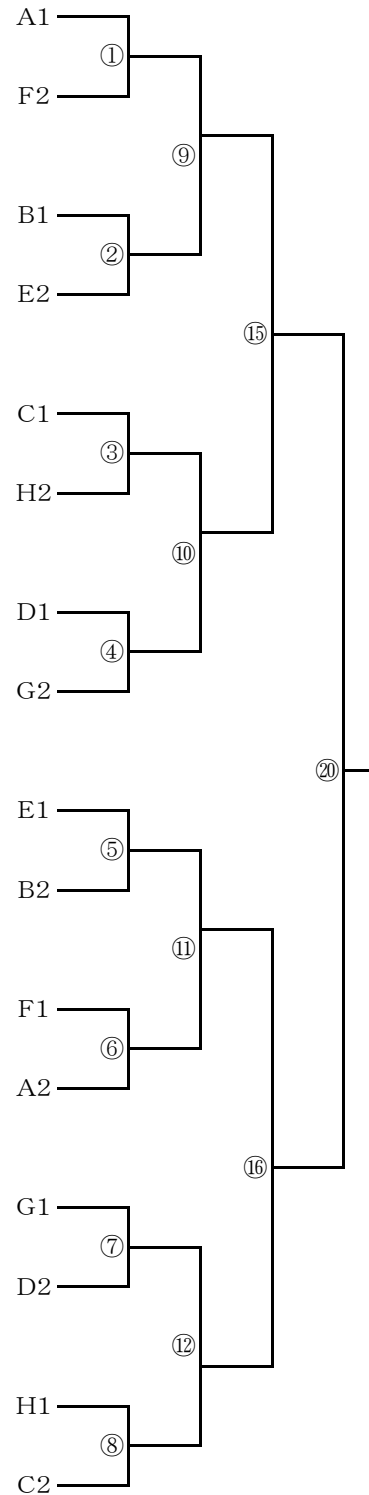 A1
①
F2
⑨
B1
②
E2
⑮
C1
③
H2
⑩
D1
④
G2
⑳
E1
⑤
B2
⑪
F1
⑥
A2
⑯
G1
⑦
D2
⑫
H1
⑧
C2